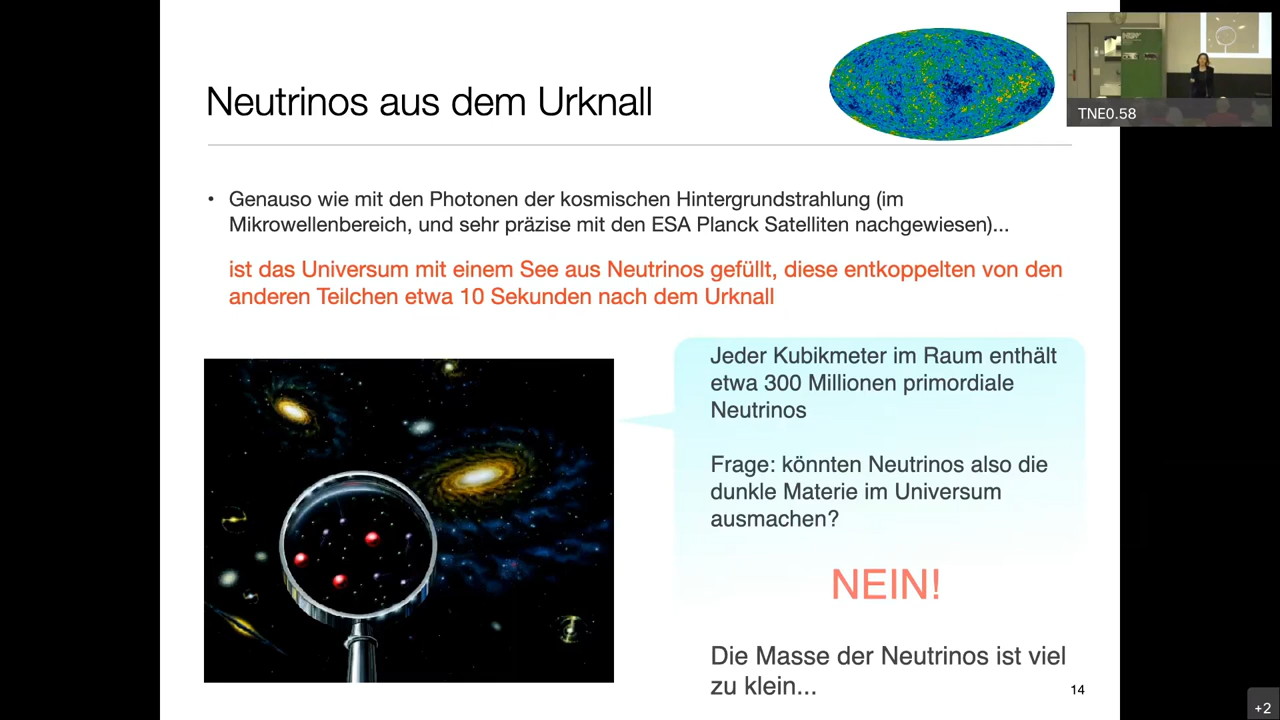 Neutrinos aus dem Urknall
TNE0.58
• Genauso wie mit den Photonen der kosmischen Hintergrundstrahlung (im
Mikrowellenbereich, und sehr präzise mit den ESA Planck Satelliten nachgewiesen)...
ist das Universum mit einem See aus Neutrinos gefüllt, diese entkoppelten von den
anderen Teilchen etwa 10 Sekunden nach dem Urknall
Jeder Kubikmeter im Raum enthält
etwa 300 Millionen primordiale
Neutrinos
Frage: könnten Neutrinos also die
dunkle Materie im Universum
ausmachen?
NEIN!
Die Masse der Neutrinos ist viel
zu klein...
14
+2